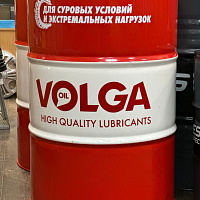 ДЛЯ СУРОВЫХ УСЛОВИЙ
И ЭКСТРЕМАЛЬНЫХ НАГРУЗОК
VOLGA
OIL
HIGH QUALITY LUBRICANTS